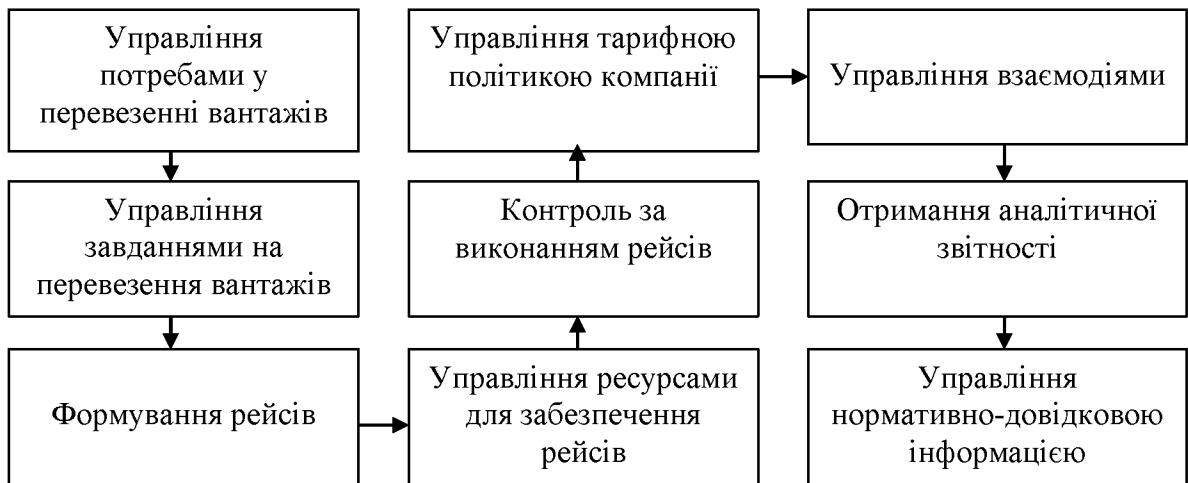 Управління
потребами у
перевезенні вантажів
Управління
завданнями на
перевезення вантажів
Формування рейсів
Управління тарифною
політикою компанії
Контроль за
виконанням рейсів
Управління ресурсами
для забезпечення
рейсів
Управління взаємодіями
Отримання аналітичної
звітності
Управління
нормативно-довідковою
інформацією